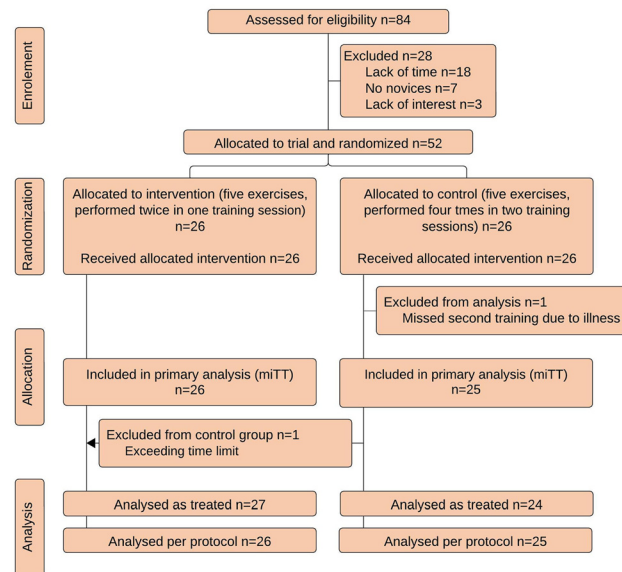 Assessed for eligibility n=84
Enrolement
Excluded n=28
Lack of time n=18
No novices n=7
Lack of interest n=3
Allocated to trial and randomized n=52
Randomization
Allocated to intervention (five exercises,
performed twice in one training session)
n=26
Received allocated intervention n=26
Allocated to control (five exercises,
performed four tmes in two training
sessions) n=26
Received allocated intervention n=26
Excluded from analysis n=1
Missed second training due to illness
Allocation
Included in primary analysis (miTT)
n=26
Included in primary analysis (miTT)
n=25
Excluded from control group n=1
Exceeding time limit
Analysis
Analysed as treated n=27
Analysed as treated n=24
Analysed per protocol n=26
Analysed per protocol n=25